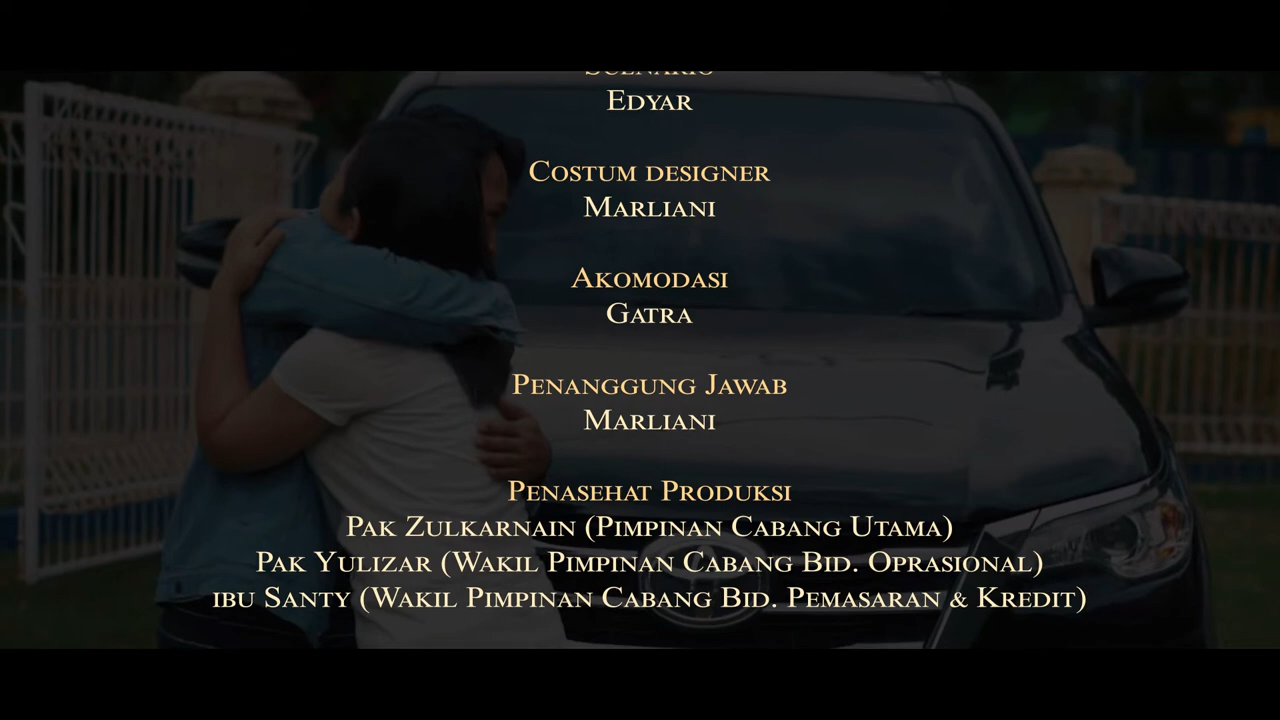 Scenario
Edyar
Costum designer
Marliani
Akomodasi
Gatra
Penanggung Jawab
Marliani
Penasehat Produksi
Pak Zulkarnain (Pimpinan Cabang Utama)
Pak Yulizar (Wakil Pimpinan Cabang Bid. Oprasional)
ibu Santy (Wakil Pimpinan Cabang Bid. Pemasaran & Kredit)